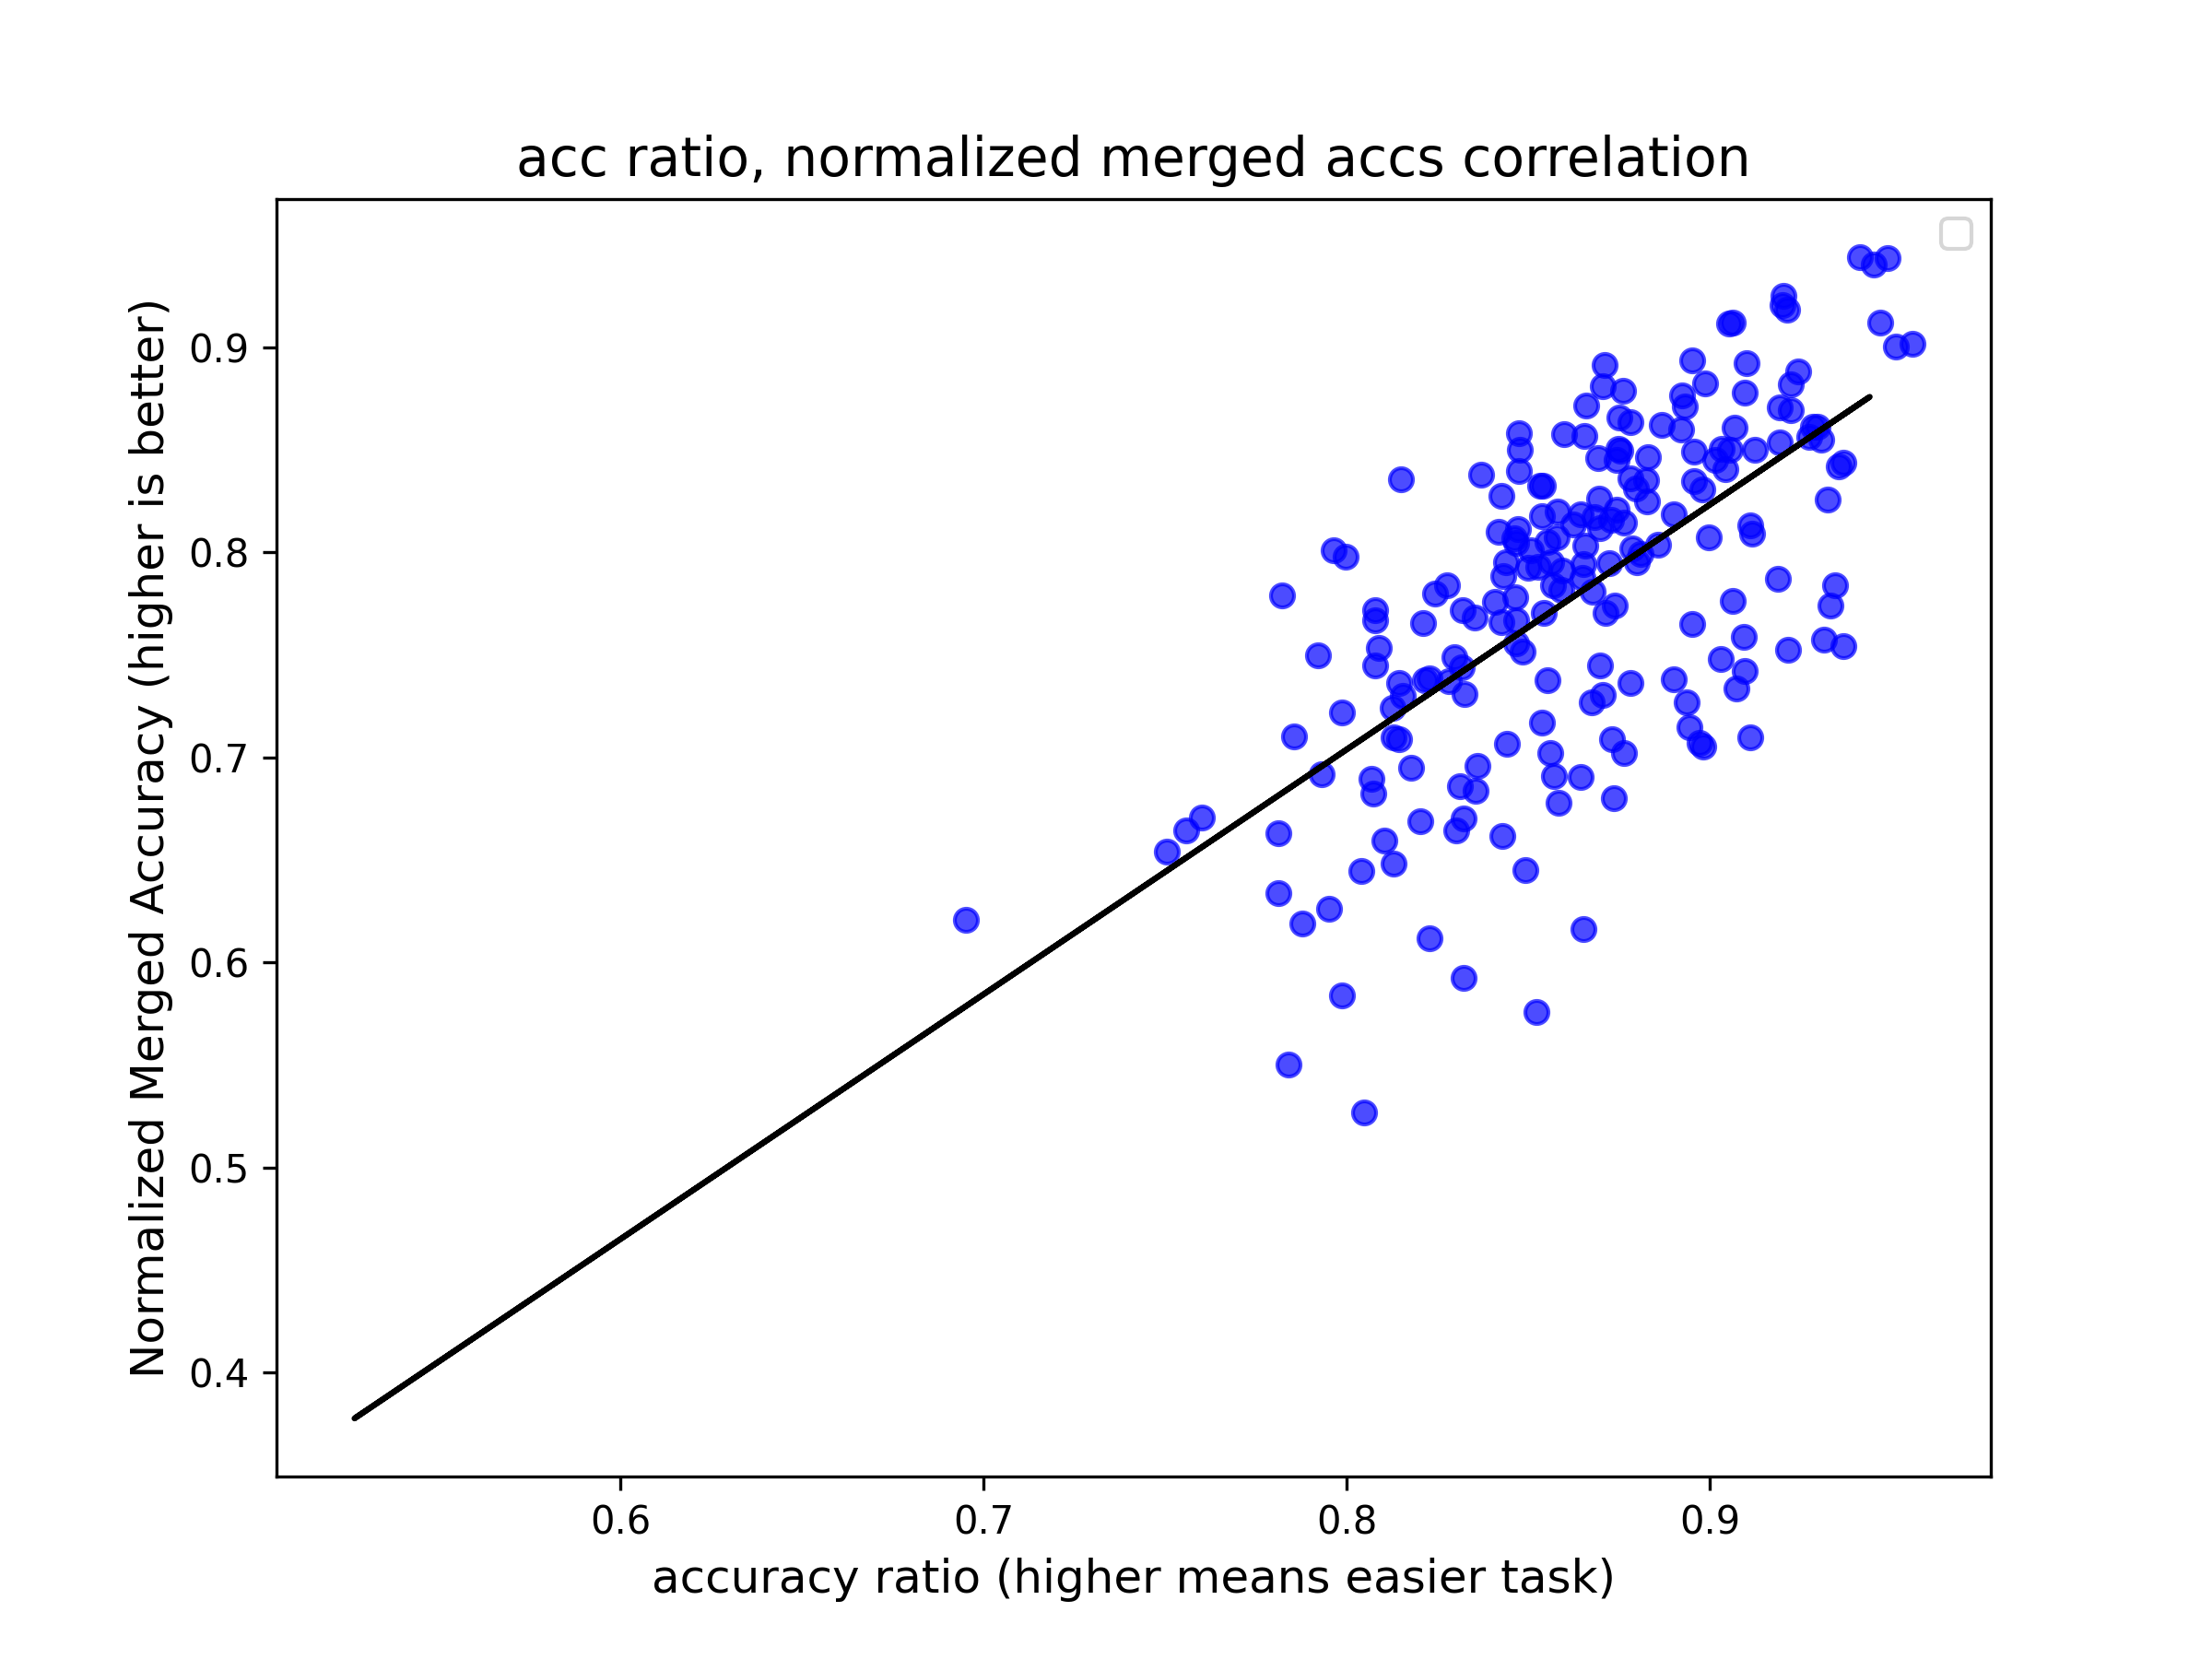 acc ratio, normalized merged accs correlation
Normalized Merged Accuracy (higher is better)
0.9
0.8
0.7
0.6
0.5
0.4
0.6 0.7 0.8 0.9
accuracy ratio (higher means easier task)